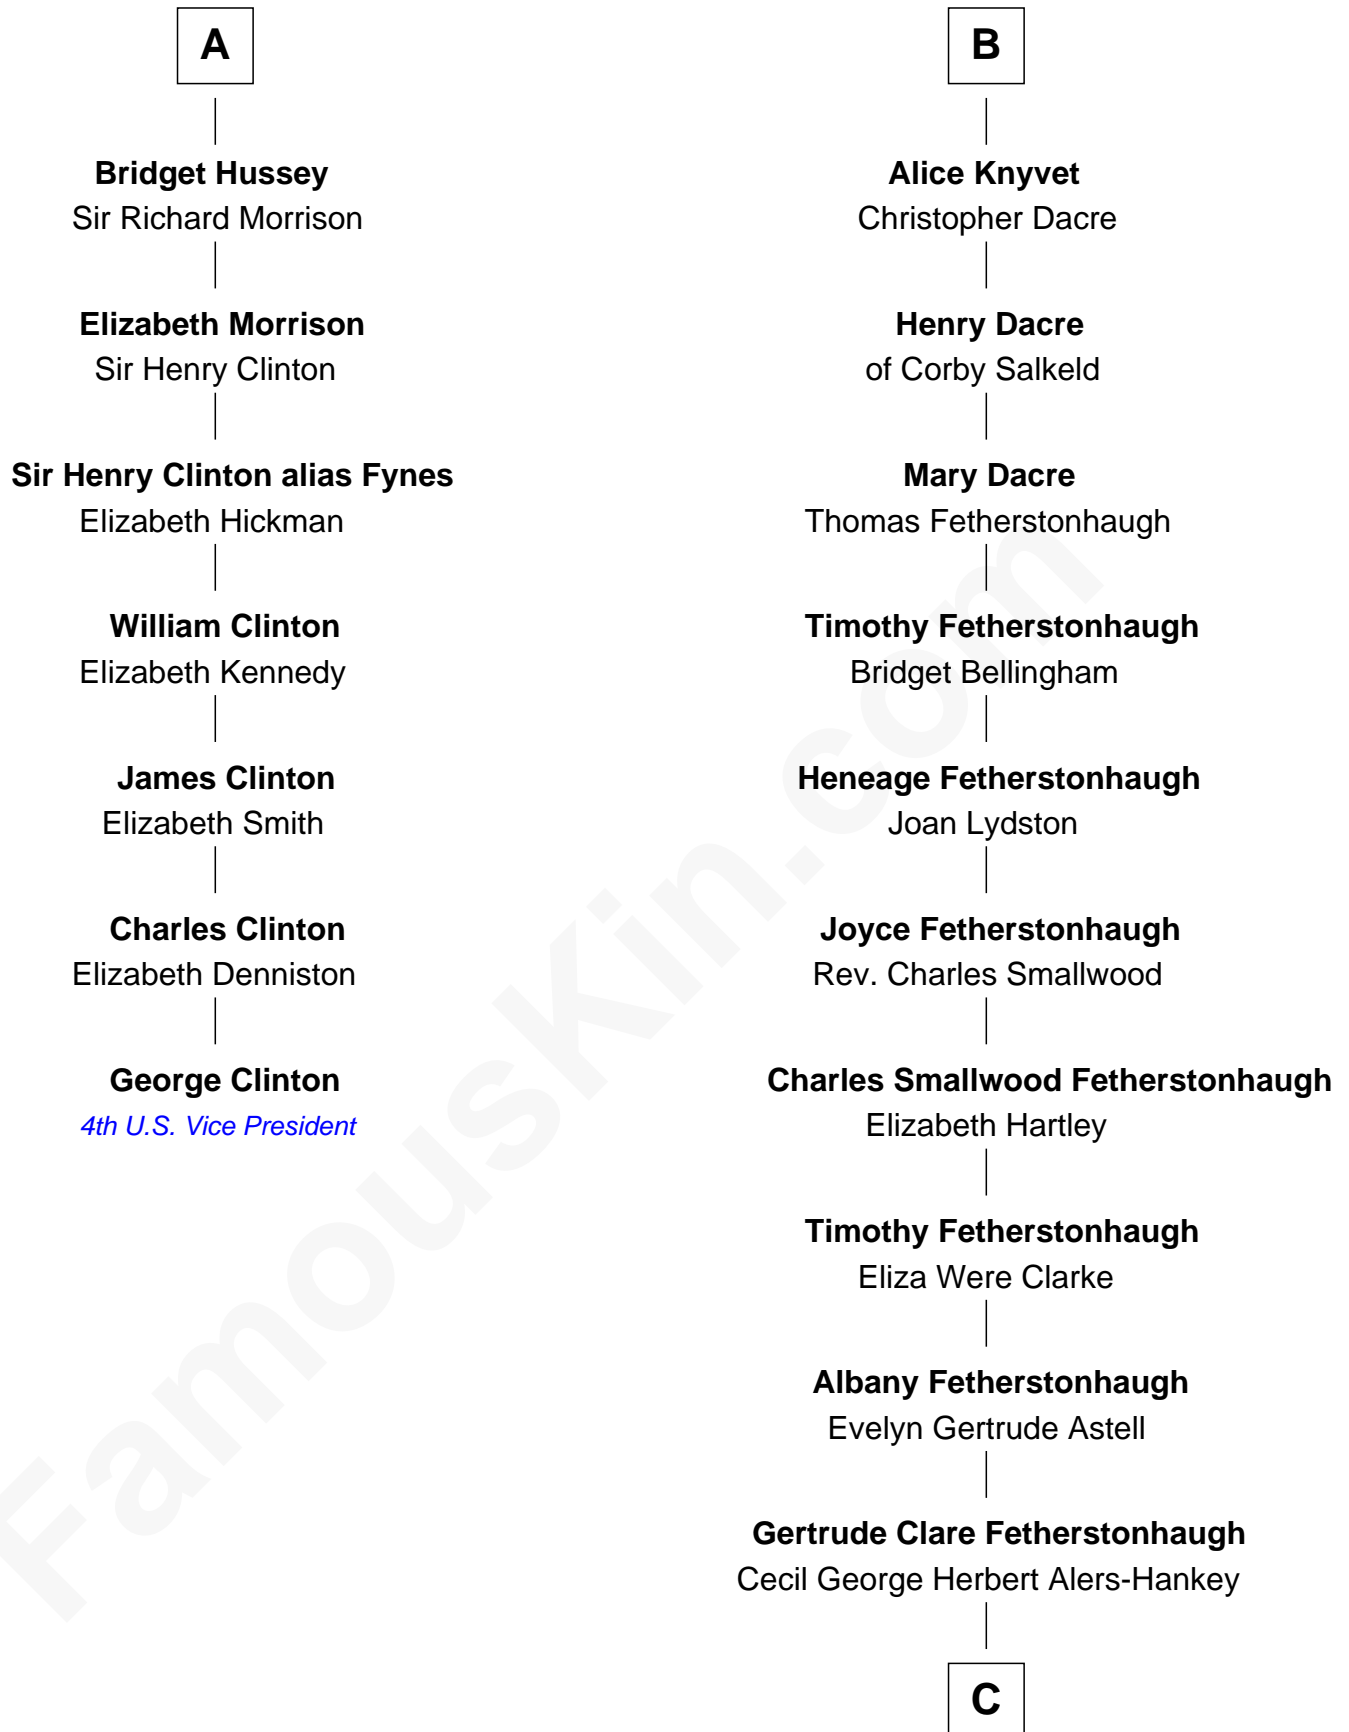 A
Bridget Hussey
Sir Richard Morrison
Elizabeth Morrison
Sir Henry Clinton
Sir Henry Clinton alias Fynes
Elizabeth Hickman
William Clinton
Elizabeth Kennedy
James Clinton
Elizabeth Smith
Charles Clinton
Elizabeth Denniston
George Clinton
4th U.S. Vice President
B
Alice Knyvet
Christopher Dacre
Henry Dacre
of Corby Salkeld
Mary Dacre
Thomas Fetherstonhaugh
Timothy Fetherstonhaugh
Bridget Bellingham
Heneage Fetherstonhaugh
Joan Lydston
Joyce Fetherstonhaugh
Rev. Charles Smallwood
Charles Smallwood Fetherstonhaugh
Elizabeth Hartley
Timothy Fetherstonhaugh
Eliza Were Clarke
Albany Fetherstonhaugh
Evelyn Gertrude Astell
Gertrude Clare Fetherstonhaugh
Cecil George Herbert Alers-Hankey
C
FamousKin.com